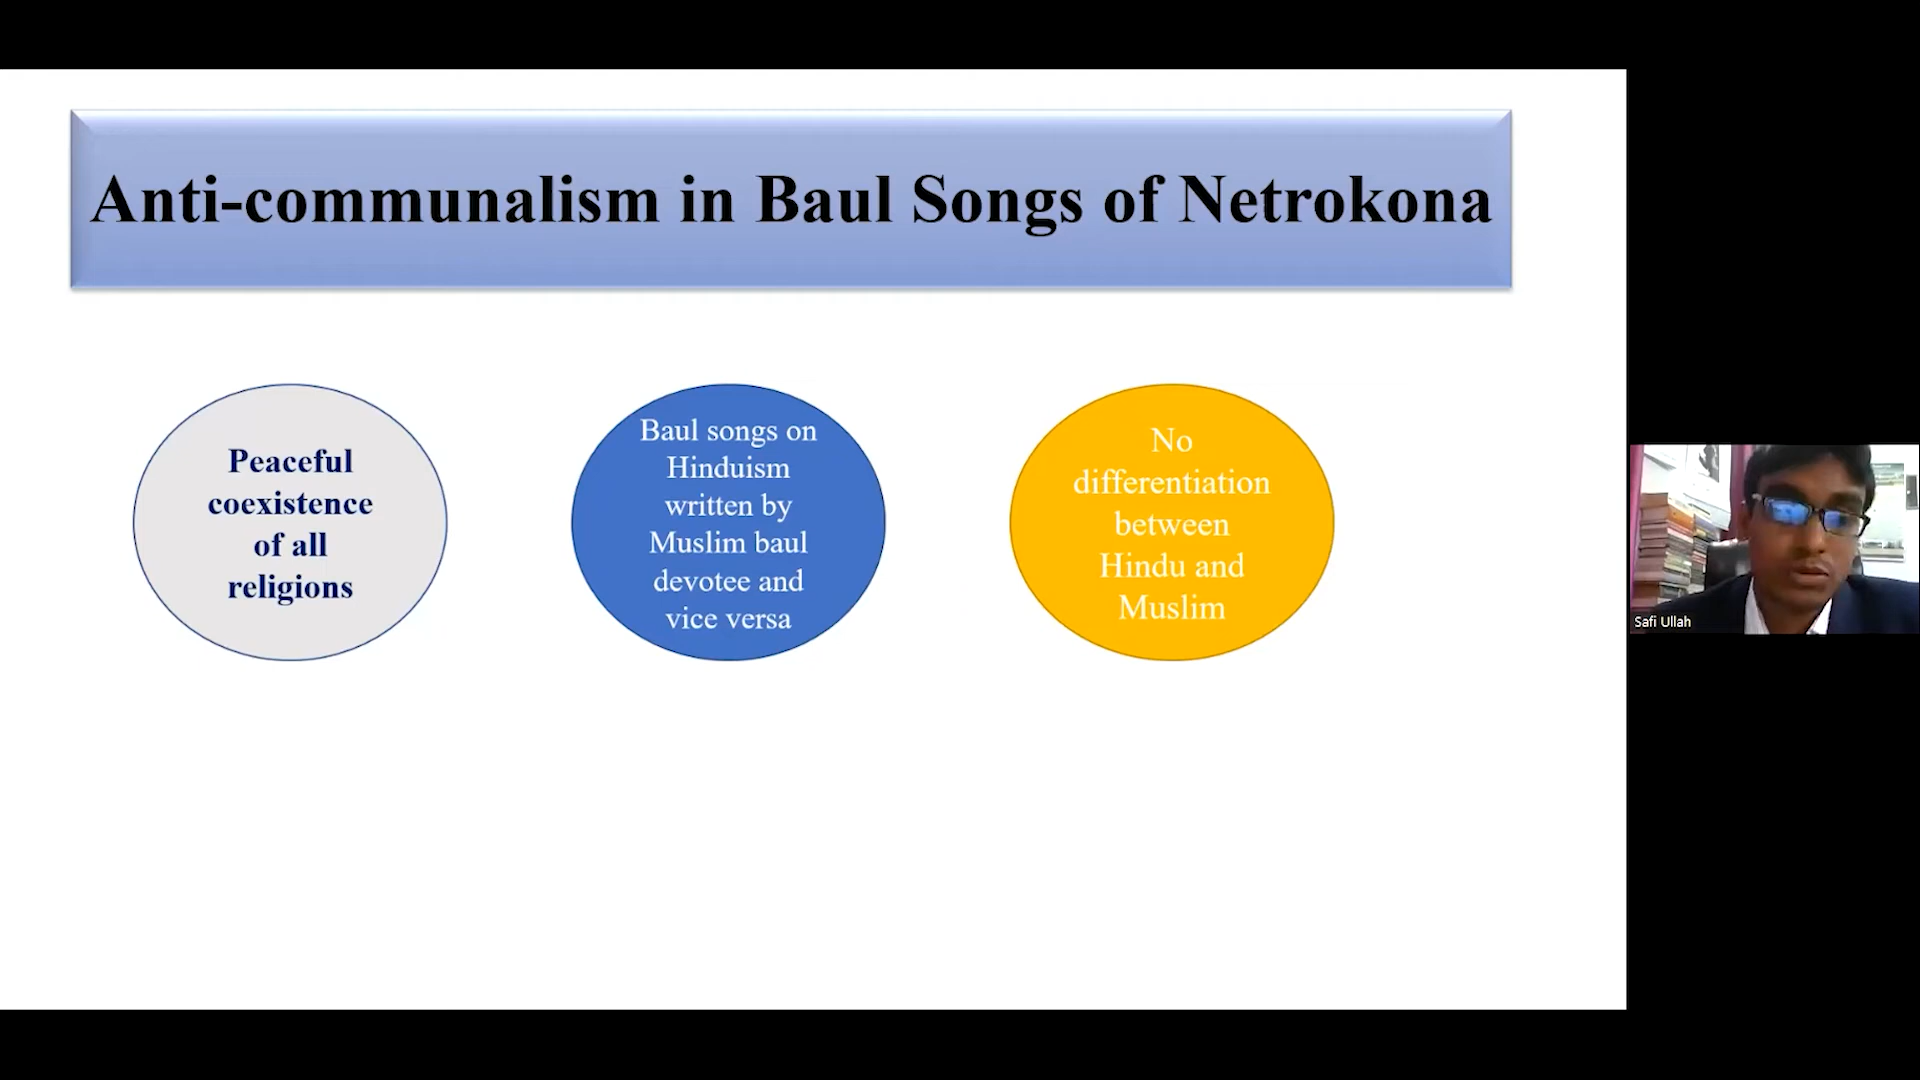 Anti-communalism in Baul Songs of Netrokona
Peaceful
coexistence
of all
religions
Baul songs on
Hinduism
written by
Muslim baul
devotee and
vice versa
No
differentiation
between
Hindu and
Muslim
Safi Ullah